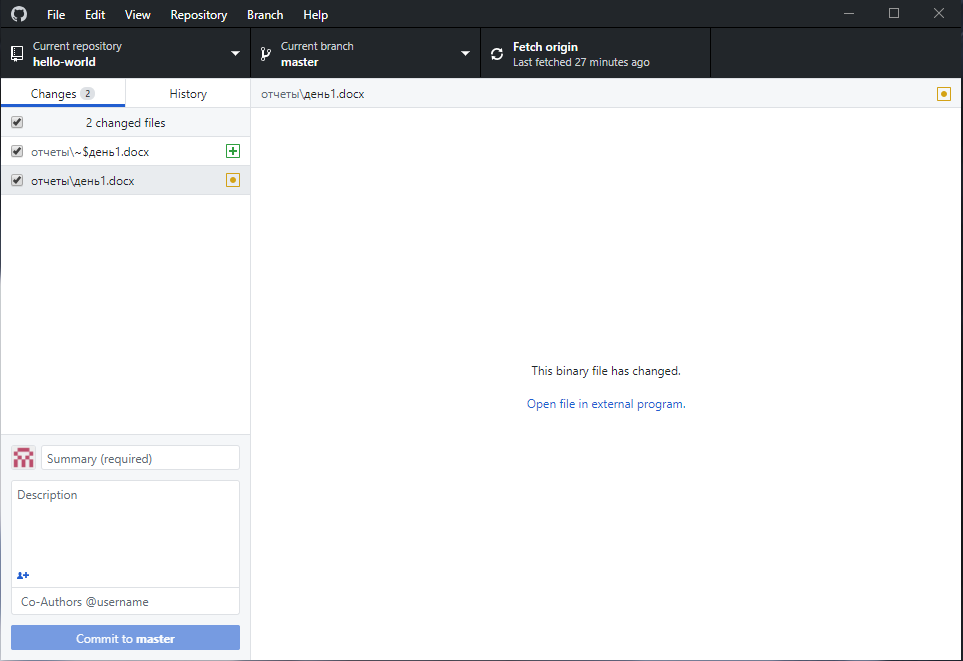 File Edit View Repository Branch Help
Current repository
hello-world
Current branch
master
Fetch origin
Last fetched 27 minutes ago
Changes 2
History
отчеты\день1.docx
2 changed files
отчеты\~$день1.docx
отчеты\день1.docx
This binary file has changed.
Open file in external program.
Summary (required)
Description
Co-Authors @username
Commit to master